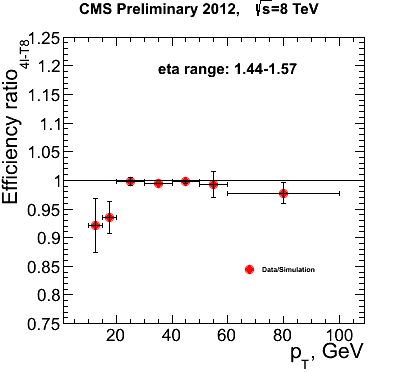 CMS Preliminary 2012, √s=8 TeV
Efficiency ratio 4l-T8
1.25
1.2
1.15
1.1
1.05
1
0.95
0.9
0.85
0.8
0.75
eta range: 1.44-1.57
Data/Simulation
20 40 60 80 100
p_T, GeV